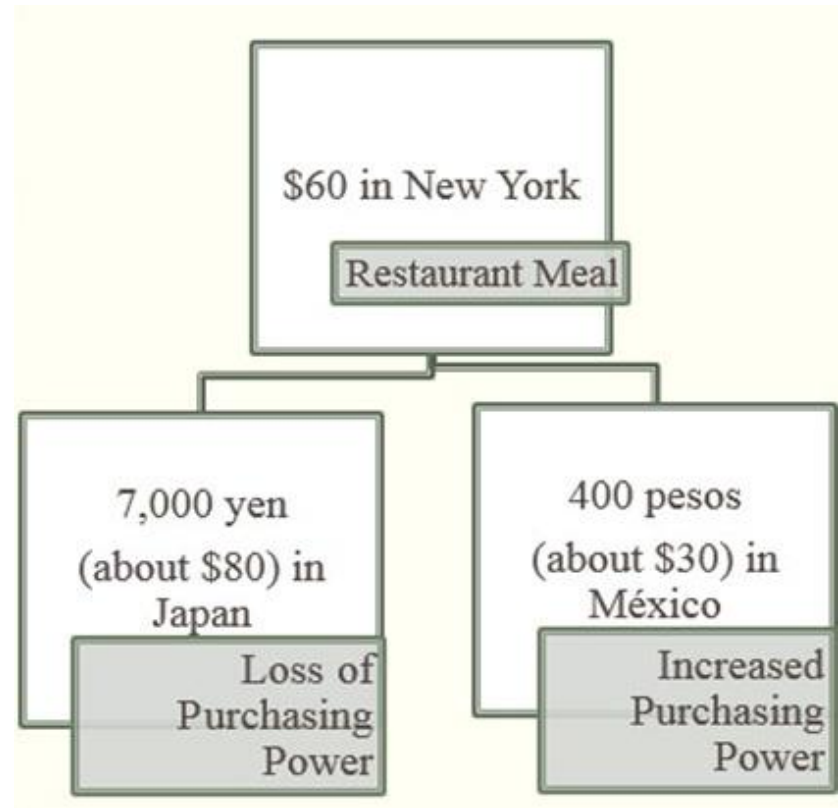 $60 in New York
Restaurant Meal
7,000 yen
(about $80) in
Japan
Loss of
Purchasing
Power
400 pesos
(about $30) in
México
Increased
Purchasing
Power